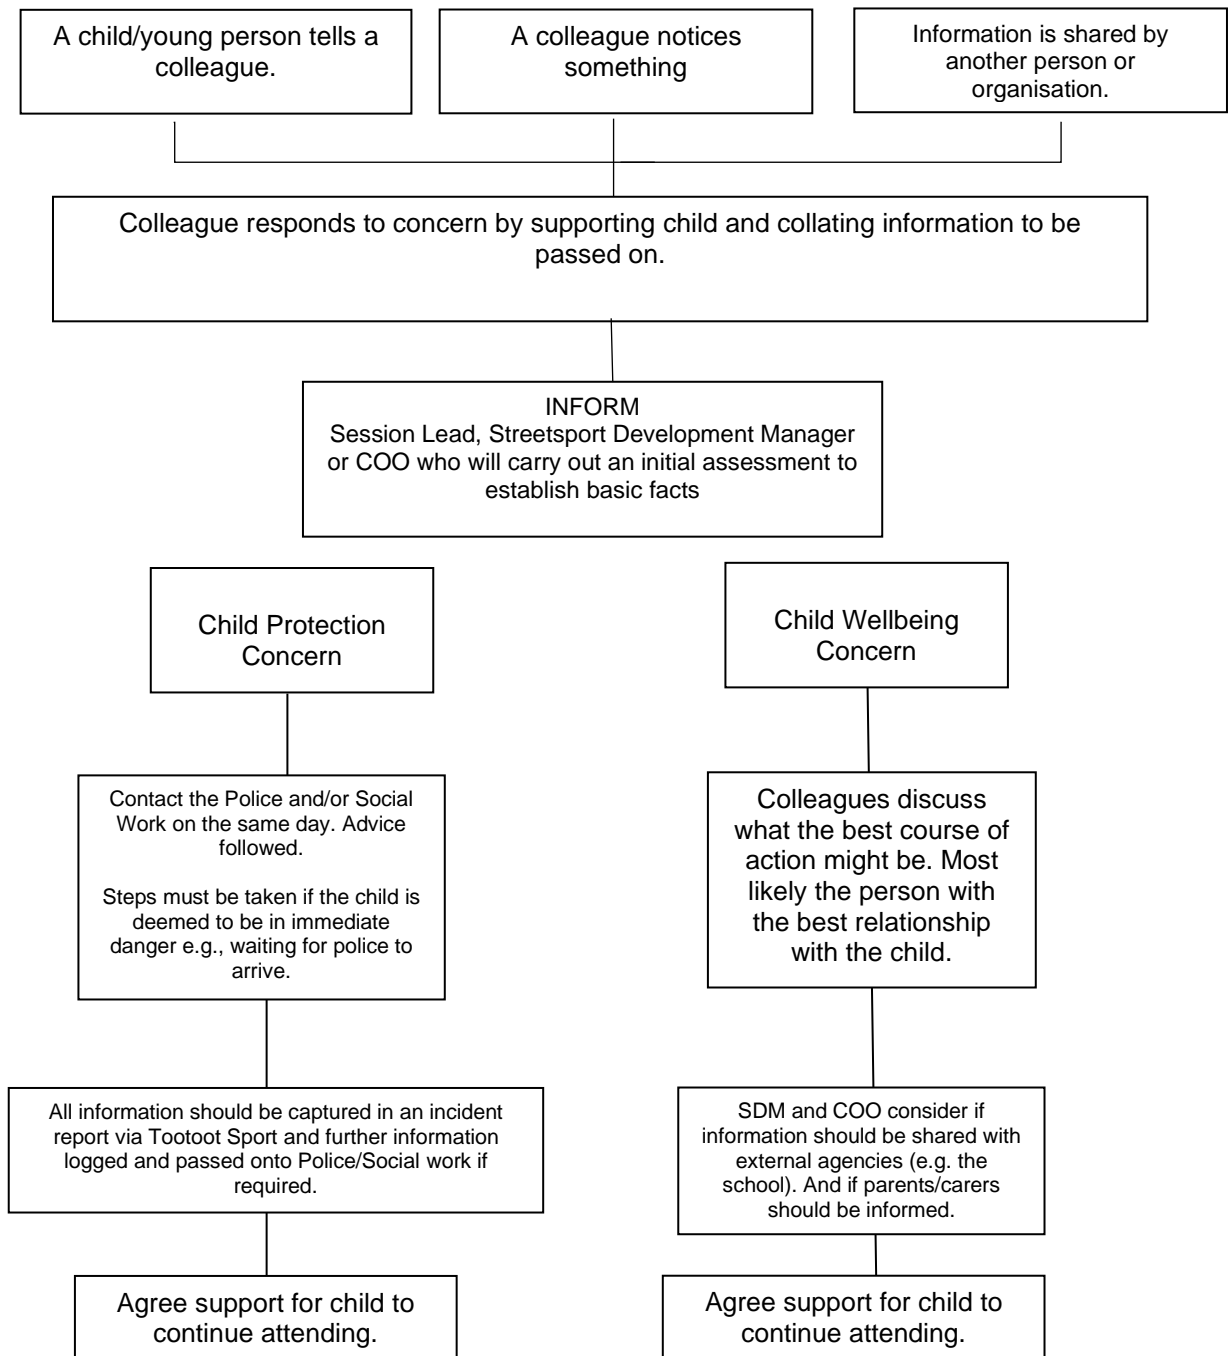 A child/young person tells a
colleague.
A colleague notices
something
Information is shared by
another person or
organisation.
Colleague responds to concern by supporting child and collating information to be
passed on.
INFORM
Session Lead, Streetsport Development Manager
or COO who will carry out an initial assessment to
establish basic facts
Child Protection
Concern
Child Wellbeing
Concern
Contact the Police and/or Social
Work on the same day. Advice
followed.
Steps must be taken if the child is
deemed to be in immediate
danger e.g., waiting for police to
arrive.
Colleagues discuss
what the best course of
action might be. Most
likely the person with
the best relationship
with the child.
All information should be captured in an incident
report via Tootoot Sport and further information
logged and passed onto Police/Social work if
required.
SDM and COO consider if
information should be shared with
external agencies (e.g. the
school). And if parents/carers
should be informed.
Agree support for child to
continue attending.
Agree support for child to
continue attending.